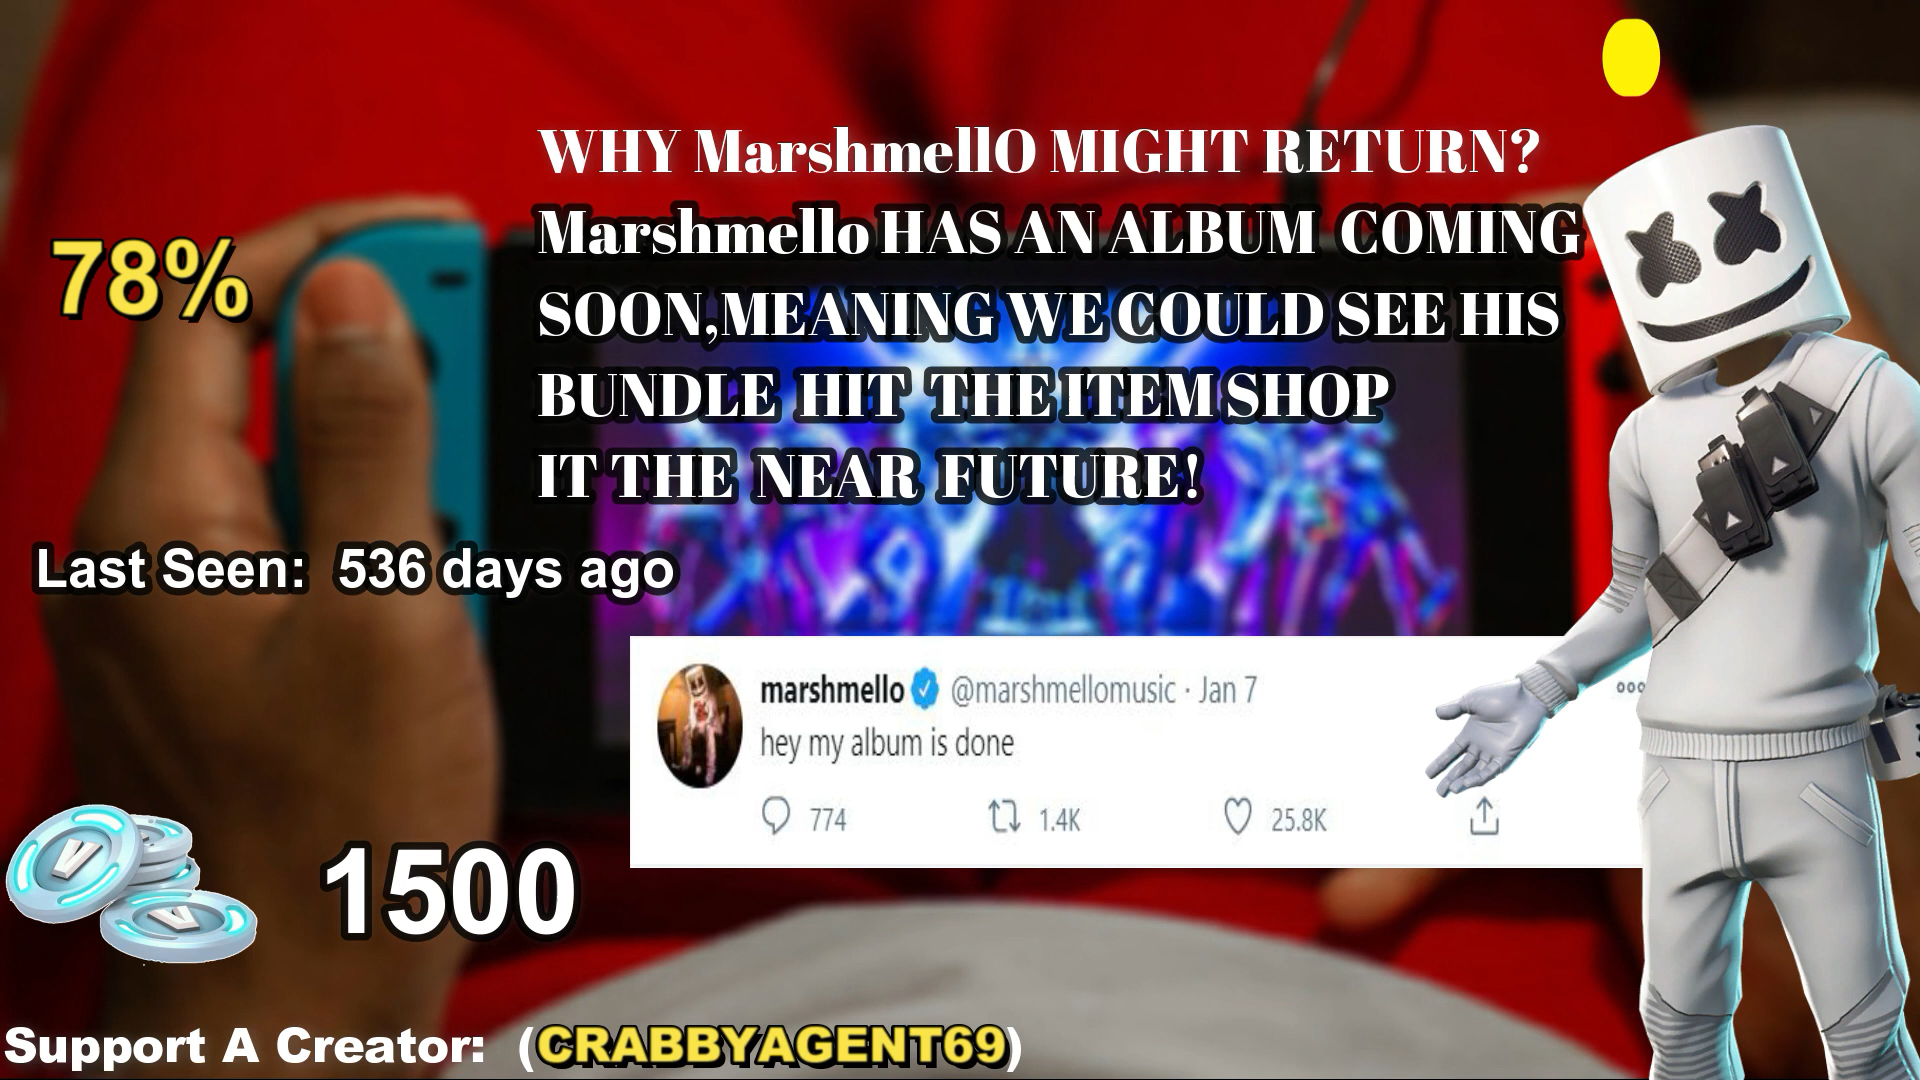 WHY MarshmellO MIGHT RETURN?
Marshmello HAS AN ALBUM COMING
SOON,MEANING WE COULD SEE HIS
BUNDLE HIT THE ITEM SHOP
IT THE NEAR FUTURE!
78%
Last Seen: 536 days ago
marshmello @marshmellomusic · Jan 7
hey my album is done
774 1.4K 25.8K
1500
Support A Creator: (CRABBYAGENT69)